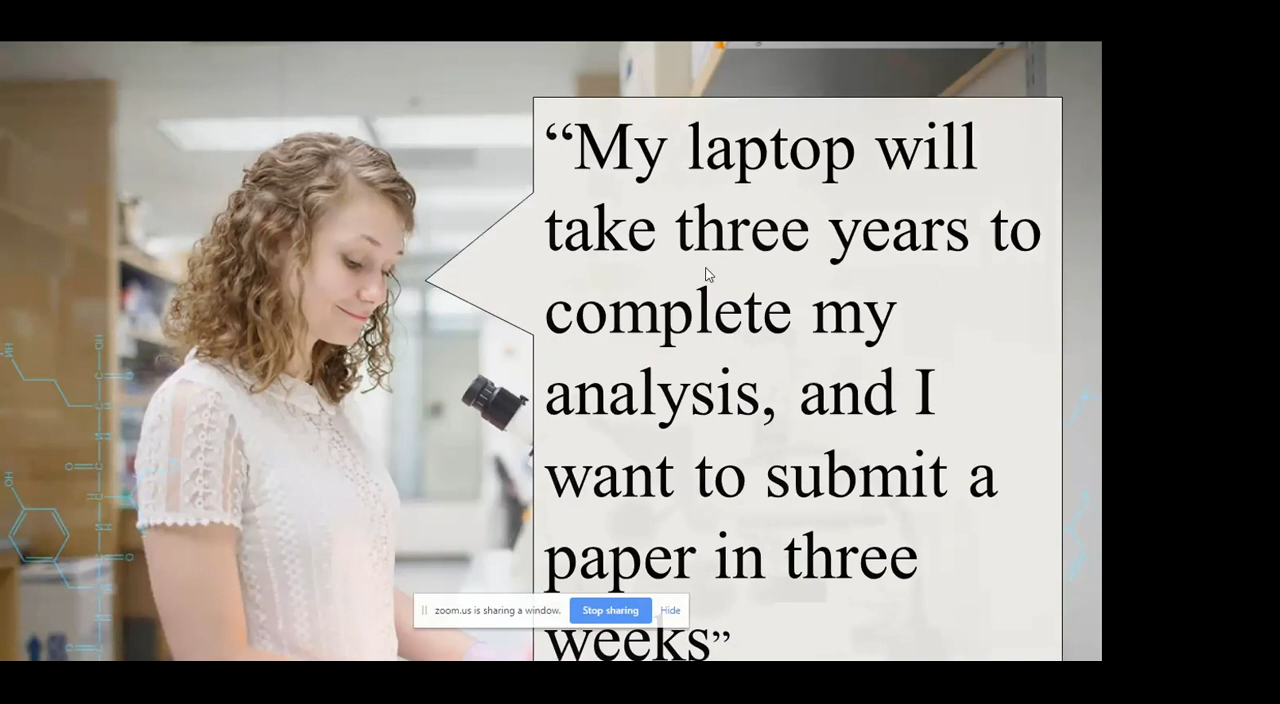 “My laptop will
take three years to
complete my
analysis, and I
want to submit a
paper in three
weeks”
zoom.us is sharing a window. Stop sharing Hide